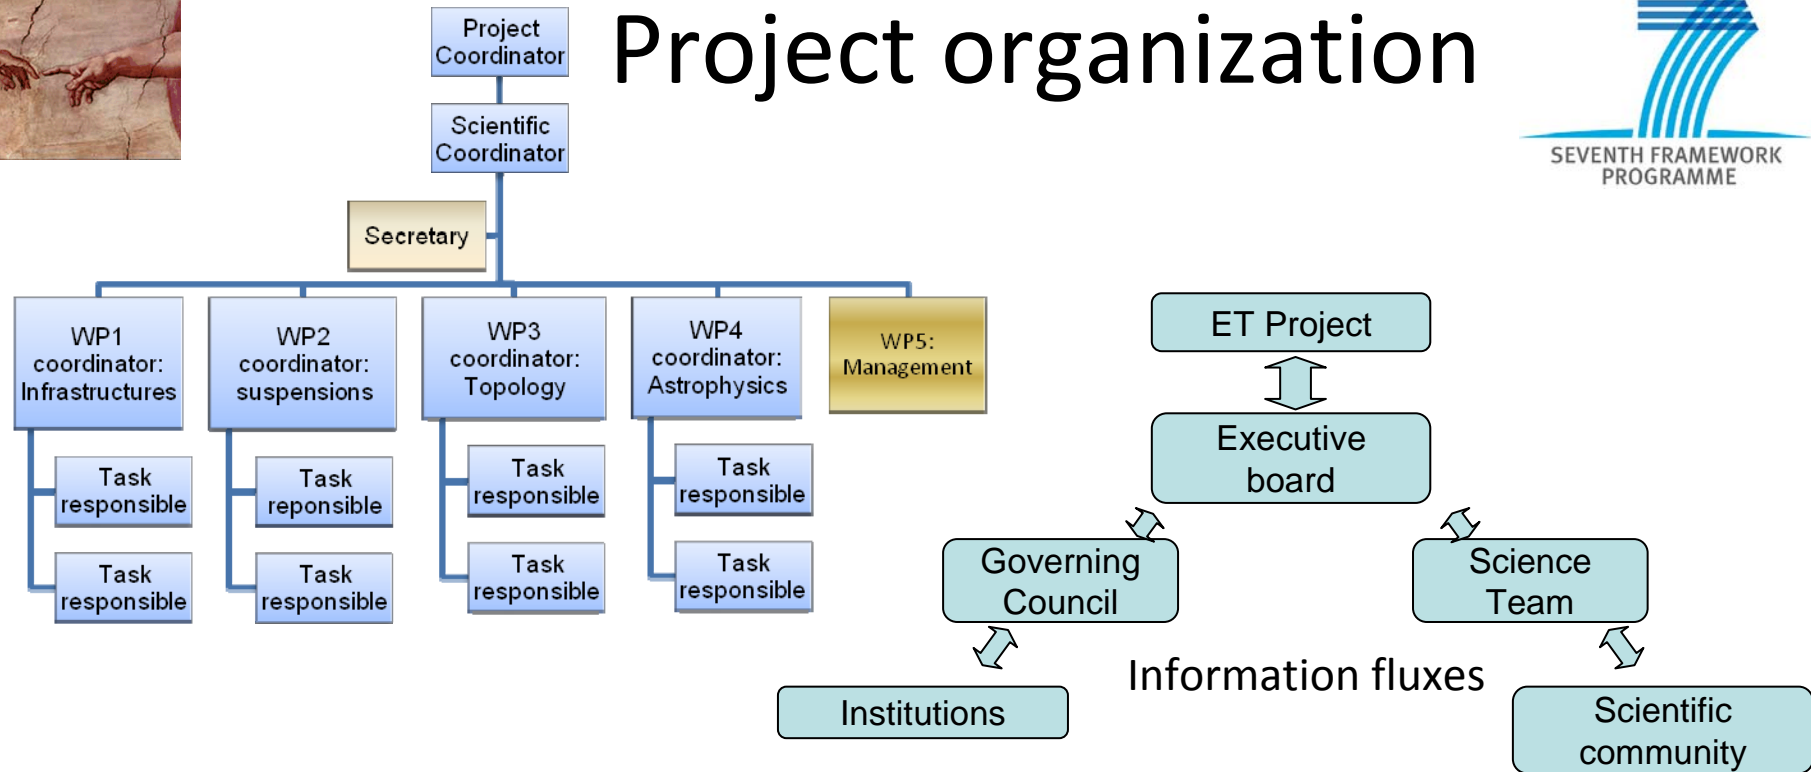 Project organization
Project
Coordinator
Scientific
Coordinator
Secretary
WP1
coordinator:
Infrastructures
WP2
coordinator:
suspensions
WP3
coordinator:
Topology
WP4
coordinator:
Astrophysics
WP5:
Management
Task
responsible
Task
reponsible
Task
responsible
Task
responsible
Task
responsible
Task
responsible
Task
responsible
Task
responsible
SEVENTH FRAMEWORK
PROGRAMME
ET Project
Executive
board
Governing
Council
Science
Team
Information fluxes
Institutions
Scientific
community